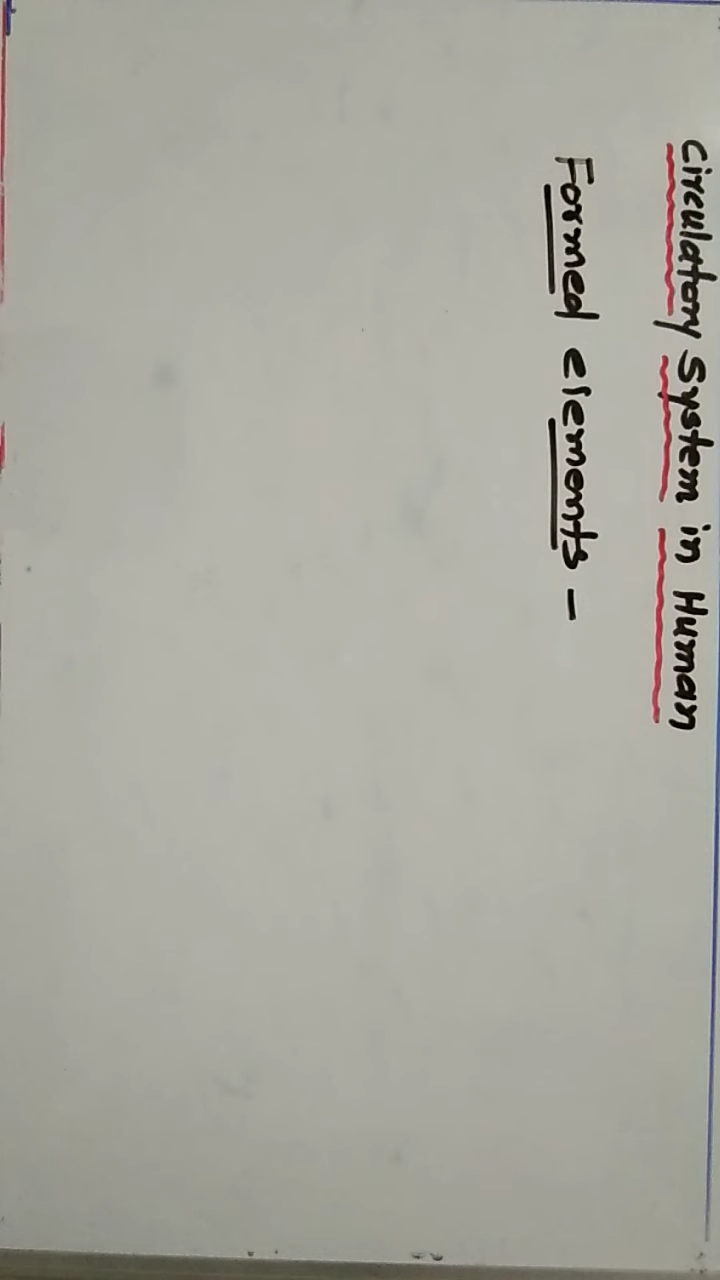 Circulatory System in Human
Formed elements -